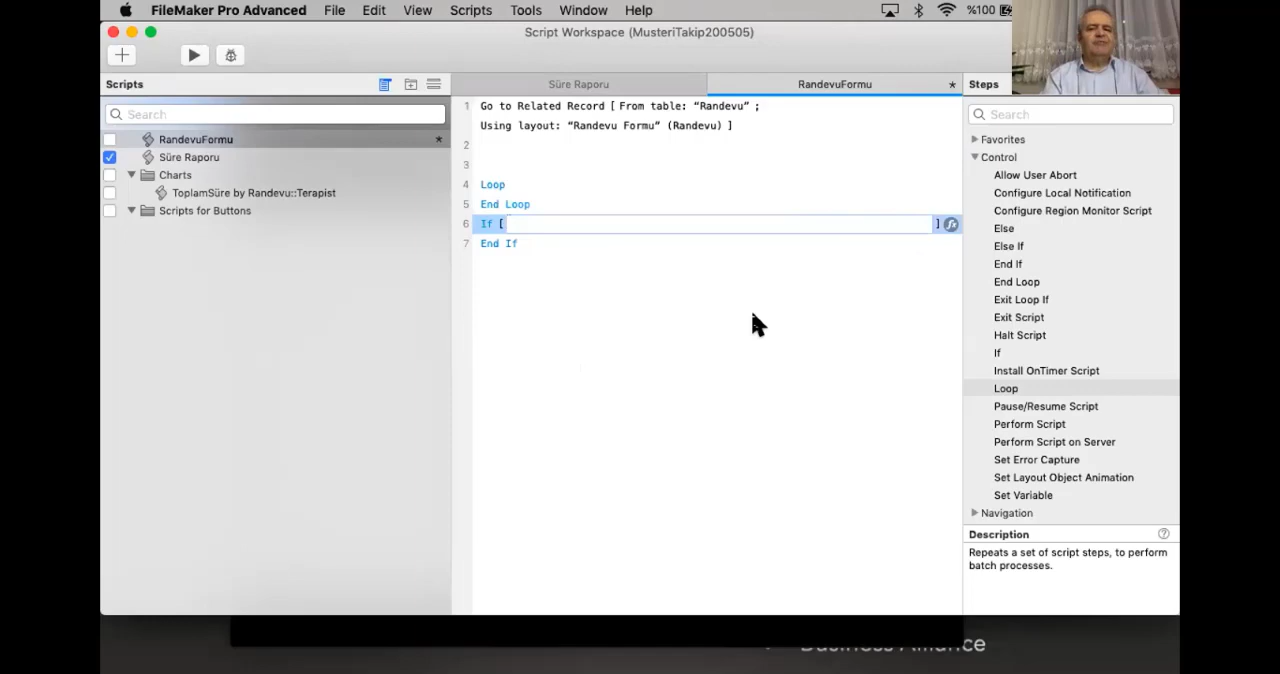 FileMaker Pro Advanced File Edit View Scripts Tools Window Help %100
Script Workspace (MusteriTakip200505)
Scripts Süre Raporu RandevuFormu * Steps
Search Search
RandevuFormu *
Süre Raporu
Charts
ToplamSüre by Randevu::Terapist
Scripts for Buttons
1 Go to Related Record [ From table: “Randevu” ;
Using layout: “Randevu Formu” (Randevu) ]
2
3
4 Loop
5 End Loop
6 If [ ] fx
7 End If
Favorites
Control
Allow User Abort
Configure Local Notification
Configure Region Monitor Script
Else
Else If
End If
End Loop
Exit Loop If
Exit Script
Halt Script
If
Install OnTimer Script
Loop
Pause/Resume Script
Perform Script
Perform Script on Server
Set Error Capture
Set Layout Object Animation
Set Variable
Navigation
Description ?
Repeats a set of script steps, to perform
batch processes.
Business Alliance